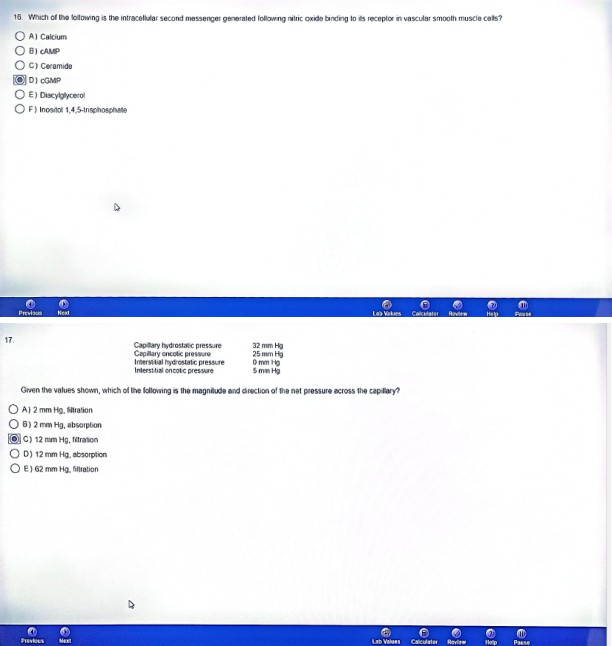 16. Which of the following is the intracellular second messenger generated following nitric oxide binding to its receptor in vascular smooth muscle cells?
A) Calcium
B) cAMP
C) Ceramide
D) cGMP
E) Diacylglycerol
F) Inositol 1,4,5-trisphosphate
Previous Next Lab Values Calculator Review Help Pause
17.
Capillary hydrostatic pressure 32 mm Hg
Capillary oncotic pressure 25 mm Hg
Interstitial hydrostatic pressure 0 mm Hg
Interstitial oncotic pressure 5 mm Hg
Given the values shown, which of the following is the magnitude and direction of the net pressure across the capillary?
A) 2 mm Hg, filtration
B) 2 mm Hg, absorption
C) 12 mm Hg, filtration
D) 12 mm Hg, absorption
E) 62 mm Hg, filtration
Previous Next Lab Values Calculator Review Help Pause